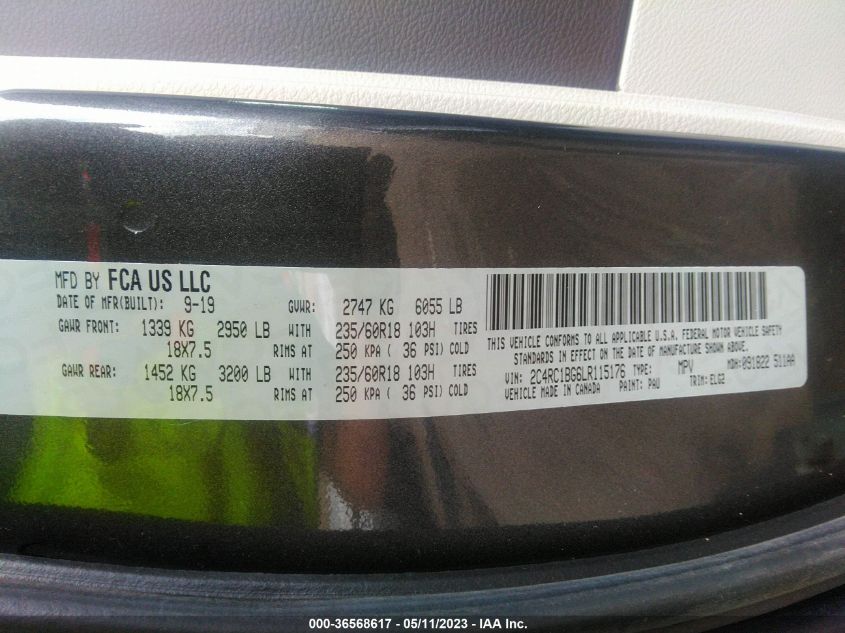 MFD BY FCA US LLC
DATE OF MFR(BUILT): 9-19 GVWR: 2747 KG 6055 LB
GAWR FRONT: 1339 KG 2950 LB WITH 235/60R18 103H TIRES
18X7.5 RIMS AT 250 KPA ( 36 PSI) COLD
GAWR REAR: 1452 KG 3200 LB WITH 235/60R18 103H TIRES
18X7.5 RIMS AT 250 KPA ( 36 PSI) COLD
THIS VEHICLE CONFORMS TO ALL APPLICABLE U.S.A. FEDERAL MOTOR VEHICLE SAFETY
STANDARDS IN EFFECT ON THE DATE OF MANUFACTURE SHOWN ABOVE.
VIN: 2C4RC1BG6LR115176 TYPE: MPV MDH: 091822 511AA
VEHICLE MADE IN CANADA PAINT: PAU TRIM: ELG2
000-36568617 - 05/11/2023 - IAA Inc.